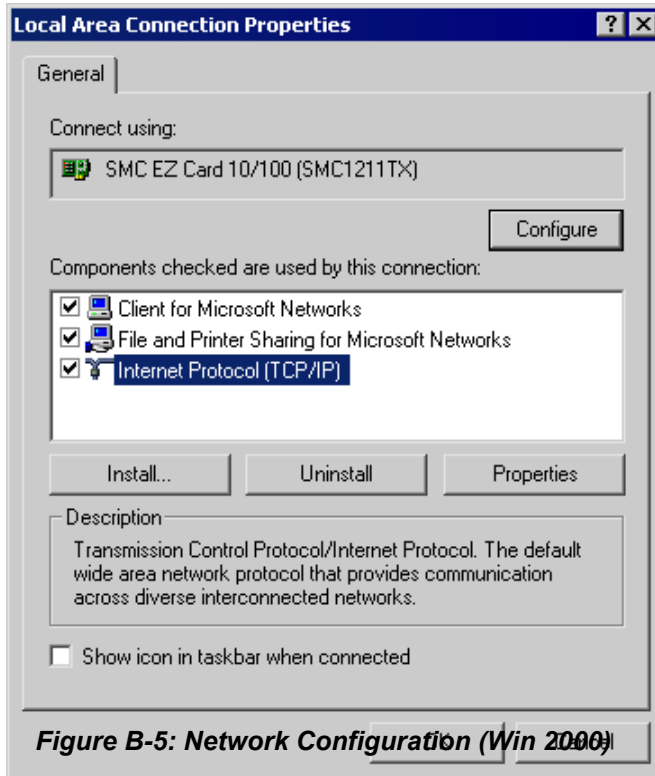 Local Area Connection Properties
General
Connect using:
SMC EZ Card 10/100 (SMC1211TX)
Configure
Components checked are used by this connection:
Client for Microsoft Networks
File and Printer Sharing for Microsoft Networks
Internet Protocol (TCP/IP)
Install... Uninstall Properties
Description
Transmission Control Protocol/Internet Protocol. The default
wide area network protocol that provides communication
across diverse interconnected networks.
Show icon in taskbar when connected
Figure B-5: Network Configuration (Win 2000)